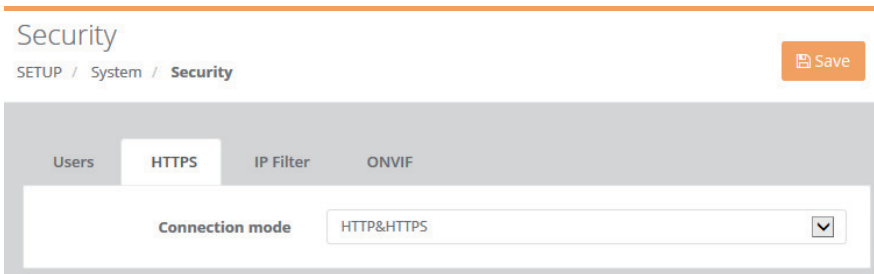 Security
SETUP / System / Security
Save
Users HTTPS IP Filter ONVIF
Connection mode HTTP&HTTPS